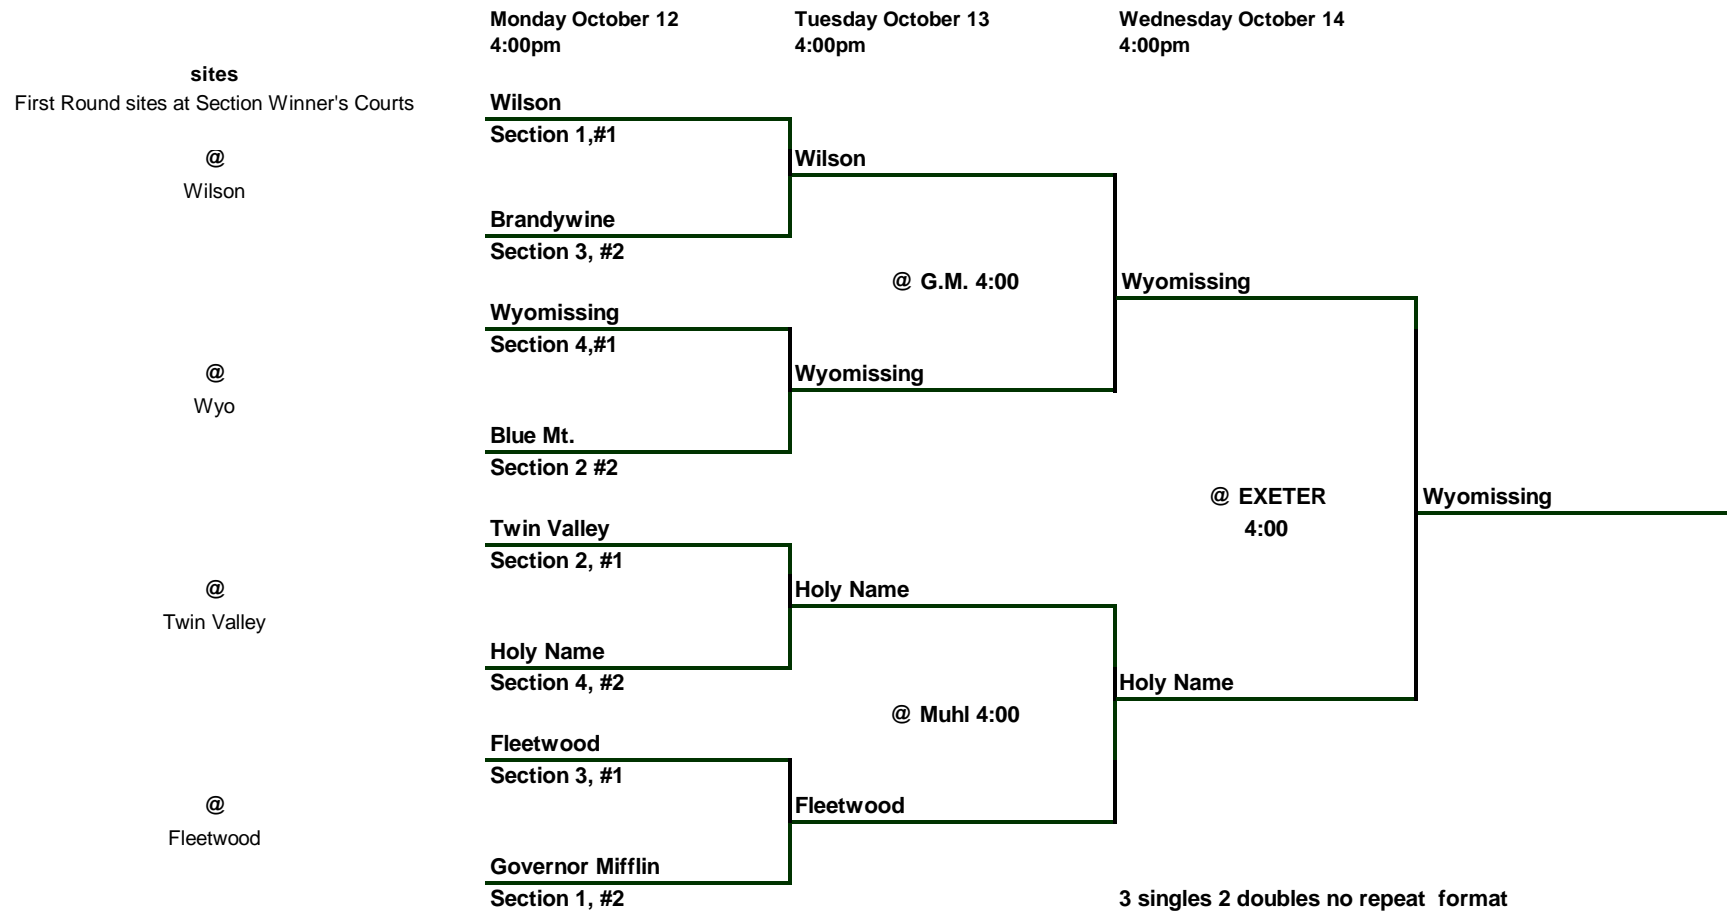 Monday October 12
4:00pm
Tuesday October 13
4:00pm
Wednesday October 14
4:00pm
sites
First Round sites at Section Winner's Courts
Wilson
Section 1,#1
@
Wilson
Wilson
Brandywine
Section 3, #2
@ G.M. 4:00
Wyomissing
Wyomissing
Section 4,#1
@
Wyo
Wyomissing
Blue Mt.
Section 2 #2
@ EXETER
4:00
Wyomissing
Twin Valley
Section 2, #1
@
Twin Valley
Holy Name
Holy Name
Section 4, #2
Holy Name
@ Muhl 4:00
Fleetwood
Section 3, #1
@
Fleetwood
Fleetwood
Governor Mifflin
Section 1, #2
3 singles 2 doubles no repeat format